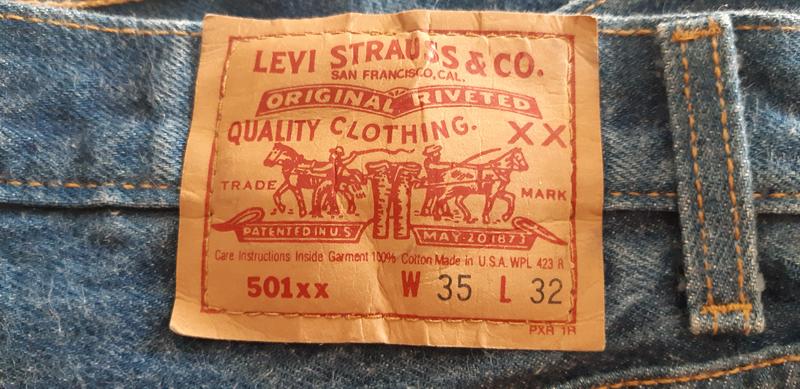 LEVI STRAUSS & CO.
SAN FRANCISCO, CAL.
ORIGINAL RIVETED
QUALITY CLOTHING. XX
TRADE MARK
PATENTED IN U.S. MAY 20 1873
Care Instructions Inside Garment 100% Cotton Made in U.S.A. WPL 423 R
501xx W 35 L 32
PXR 1R